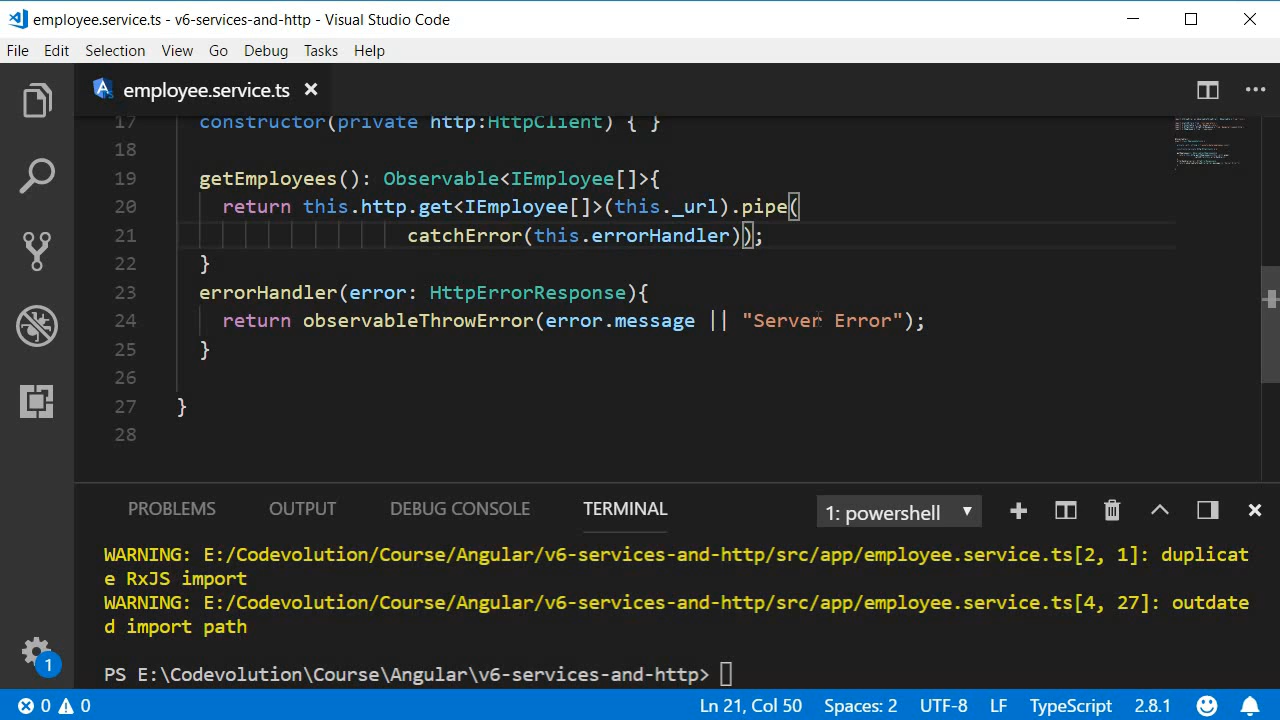 employee.service.ts - v6-services-and-http - Visual Studio Code
File Edit Selection View Go Debug Tasks Help
employee.service.ts
17 constructor(private http:HttpClient) { }
18
19 getEmployees(): Observable<IEmployee[]>{
20 return this.http.get<IEmployee[]>(this._url).pipe(
21 catchError(this.errorHandler));
22 }
23 errorHandler(error: HttpErrorResponse){
24 return observableThrowError(error.message || "Server Error");
25 }
26
27 }
28
PROBLEMS OUTPUT DEBUG CONSOLE TERMINAL 1: powershell
WARNING: E:/Codevolution/Course/Angular/v6-services-and-http/src/app/employee.service.ts[2, 1]: duplicat
e RxJS import
WARNING: E:/Codevolution/Course/Angular/v6-services-and-http/src/app/employee.service.ts[4, 27]: outdate
d import path
PS E:\Codevolution\Course\Angular\v6-services-and-http>
1
0 0 Ln 21, Col 50 Spaces: 2 UTF-8 LF TypeScript 2.8.1